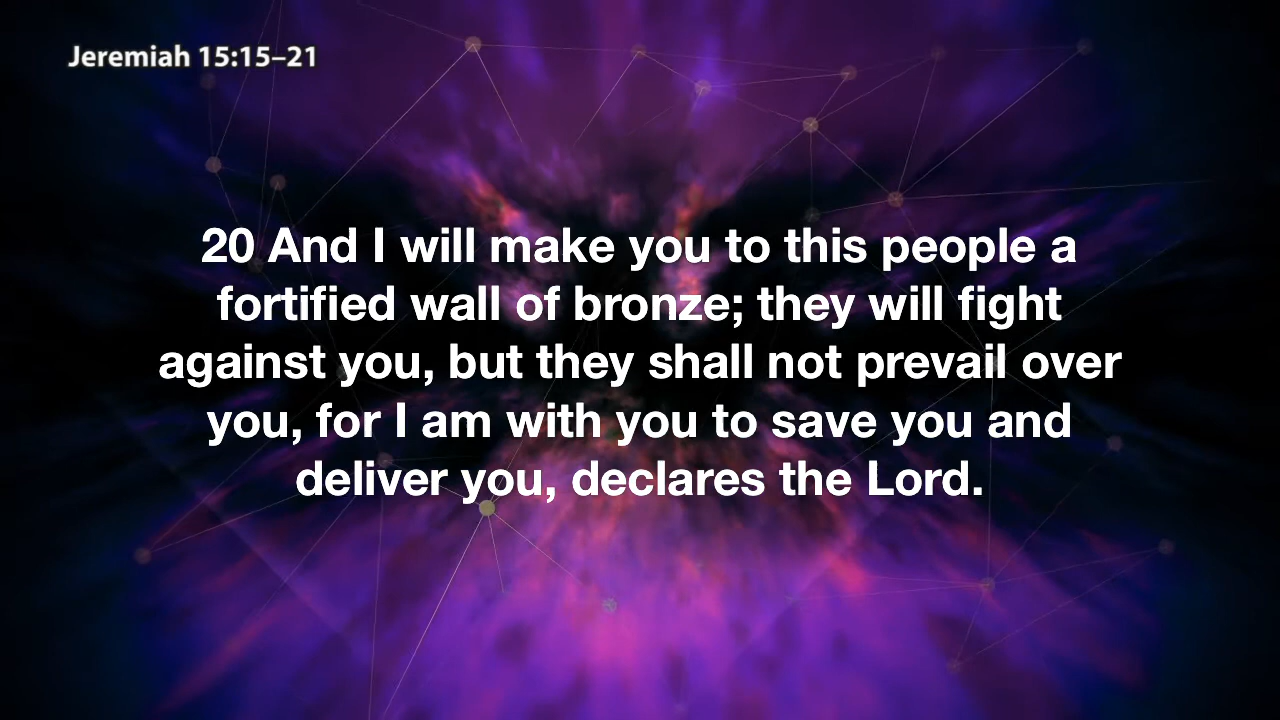 Jeremiah 15:15–21
20 And I will make you to this people a
fortified wall of bronze; they will fight
against you, but they shall not prevail over
you, for I am with you to save you and
deliver you, declares the Lord.